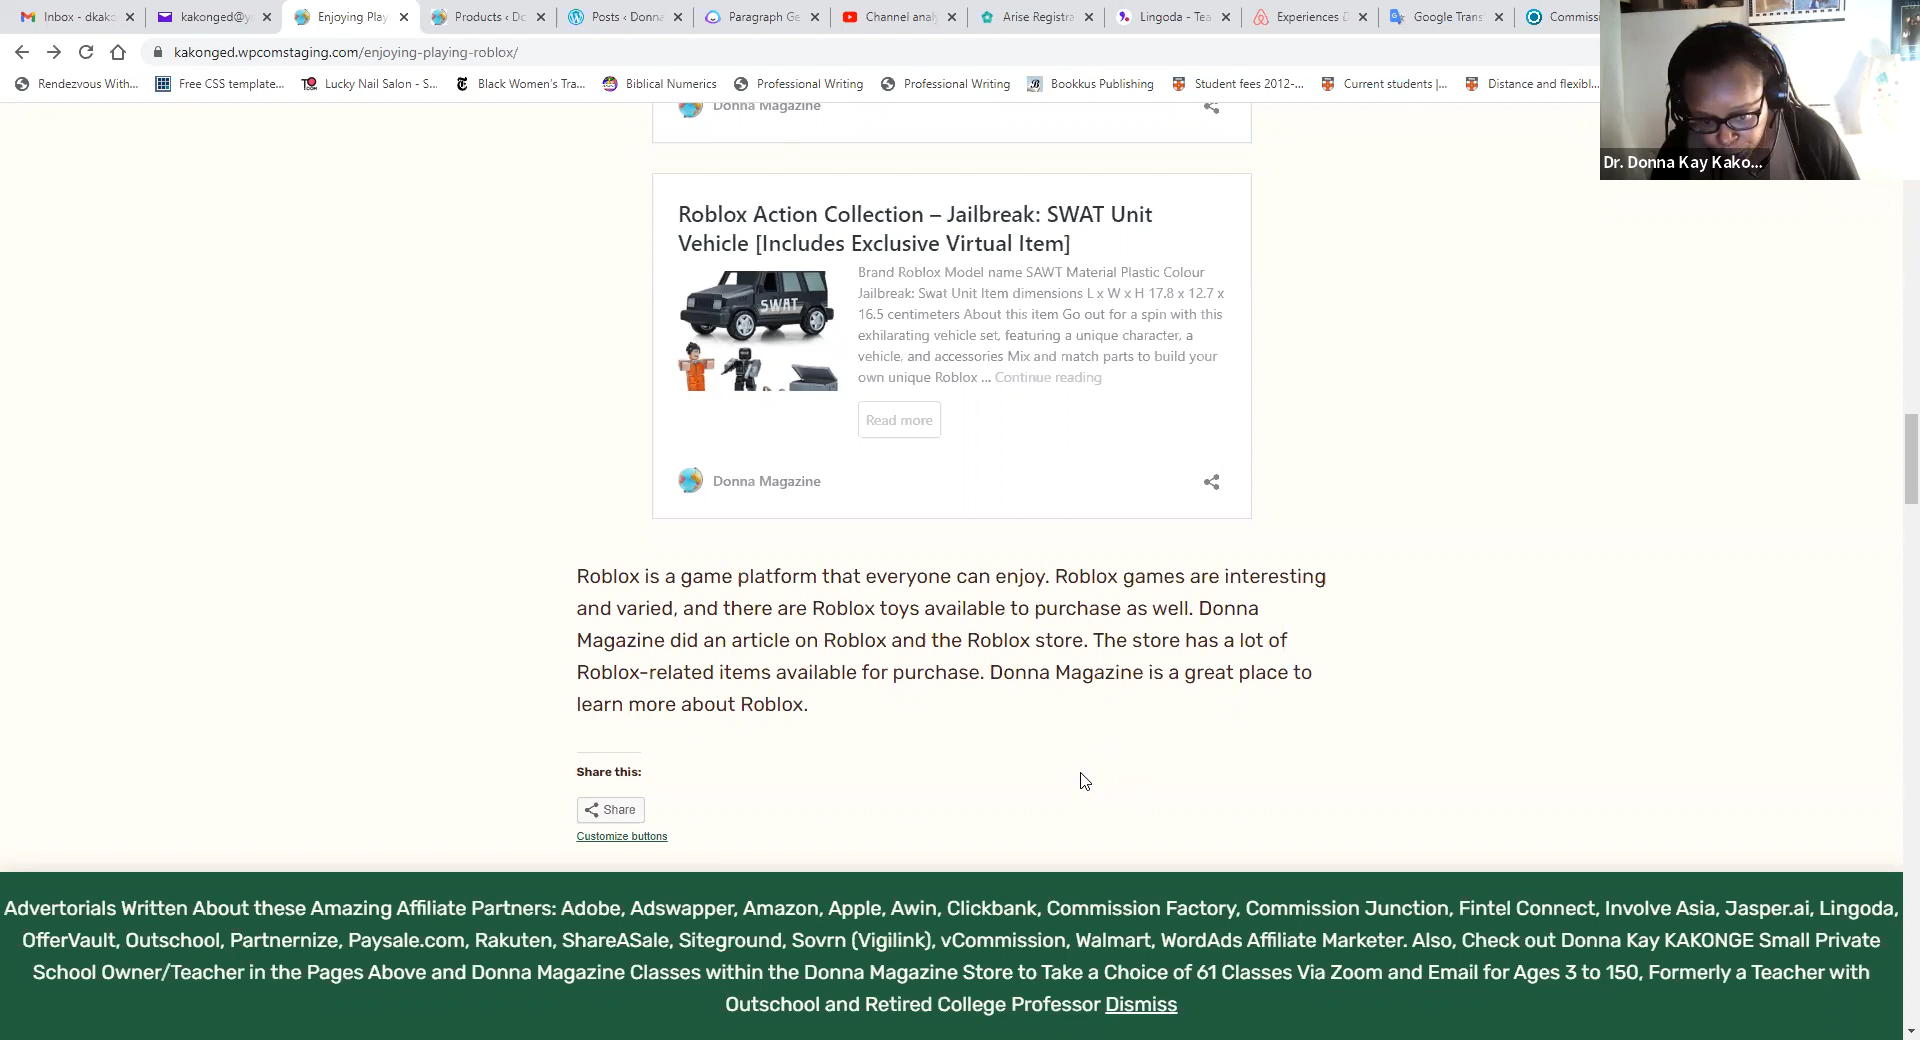 Inbox - dkako
kakonged@y
Enjoying Play
Products ‹ Do
Posts ‹ Donna
Paragraph Ge
Channel anal
Arise Registra
Lingoda - Tea
Experiences D
Google Trans
Commissi
kakonged.wpcomstaging.com/enjoying-playing-roblox/
Rendezvous With...
Free CSS template...
Lucky Nail Salon - S...
Black Women's Tra...
Biblical Numerics
Professional Writing
Professional Writing
Bookkus Publishing
Student fees 2012-...
Current students |...
Distance and flexibl...
Dr. Donna Kay Kako...
Donna Magazine
Roblox Action Collection – Jailbreak: SWAT Unit
Vehicle [Includes Exclusive Virtual Item]
SWAT
Brand Roblox Model name SAWT Material Plastic Colour
Jailbreak: Swat Unit Item dimensions L x W x H 17.8 x 12.7 x
16.5 centimeters About this item Go out for a spin with this
exhilarating vehicle set, featuring a unique character, a
vehicle, and accessories Mix and match parts to build your
own unique Roblox ... Continue reading
Read more
Donna Magazine
Roblox is a game platform that everyone can enjoy. Roblox games are interesting
and varied, and there are Roblox toys available to purchase as well. Donna
Magazine did an article on Roblox and the Roblox store. The store has a lot of
Roblox-related items available for purchase. Donna Magazine is a great place to
learn more about Roblox.
Share this:
Share
Customize buttons
Advertorials Written About these Amazing Affiliate Partners: Adobe, Adswapper, Amazon, Apple, Awin, Clickbank, Commission Factory, Commission Junction, Fintel Connect, Involve Asia, Jasper.ai, Lingoda,
OfferVault, Outschool, Partnernize, Paysale.com, Rakuten, ShareASale, Siteground, Sovrn (Vigilink), vCommission, Walmart, WordAds Affiliate Marketer. Also, Check out Donna Kay KAKONGE Small Private
School Owner/Teacher in the Pages Above and Donna Magazine Classes within the Donna Magazine Store to Take a Choice of 61 Classes Via Zoom and Email for Ages 3 to 150, Formerly a Teacher with
Outschool and Retired College Professor Dismiss